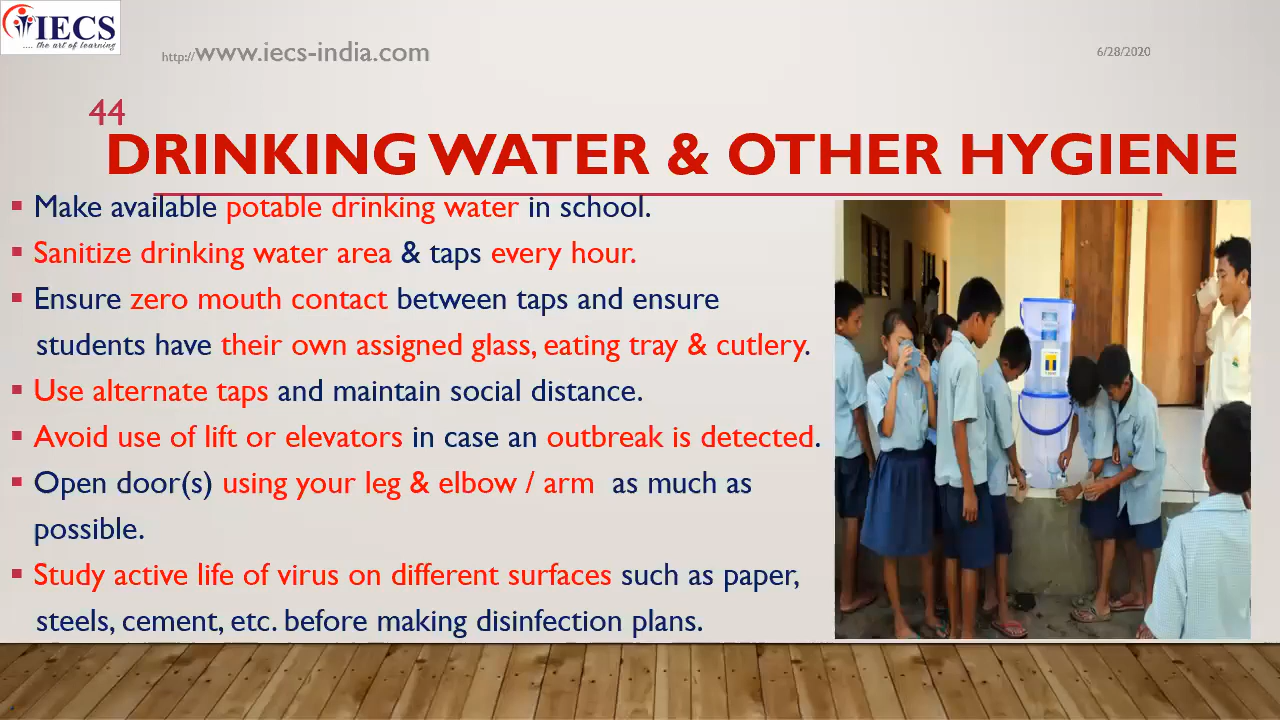 IECS
.... the art of learning
http://www.iecs-india.com
6/28/2020
44
DRINKING WATER & OTHER HYGIENE
▪ Make available potable drinking water in school.
▪ Sanitize drinking water area & taps every hour.
▪ Ensure zero mouth contact between taps and ensure
students have their own assigned glass, eating tray & cutlery.
▪ Use alternate taps and maintain social distance.
▪ Avoid use of lift or elevators in case an outbreak is detected.
▪ Open door(s) using your leg & elbow / arm as much as
possible.
▪ Study active life of virus on different surfaces such as paper,
steels, cement, etc. before making disinfection plans.